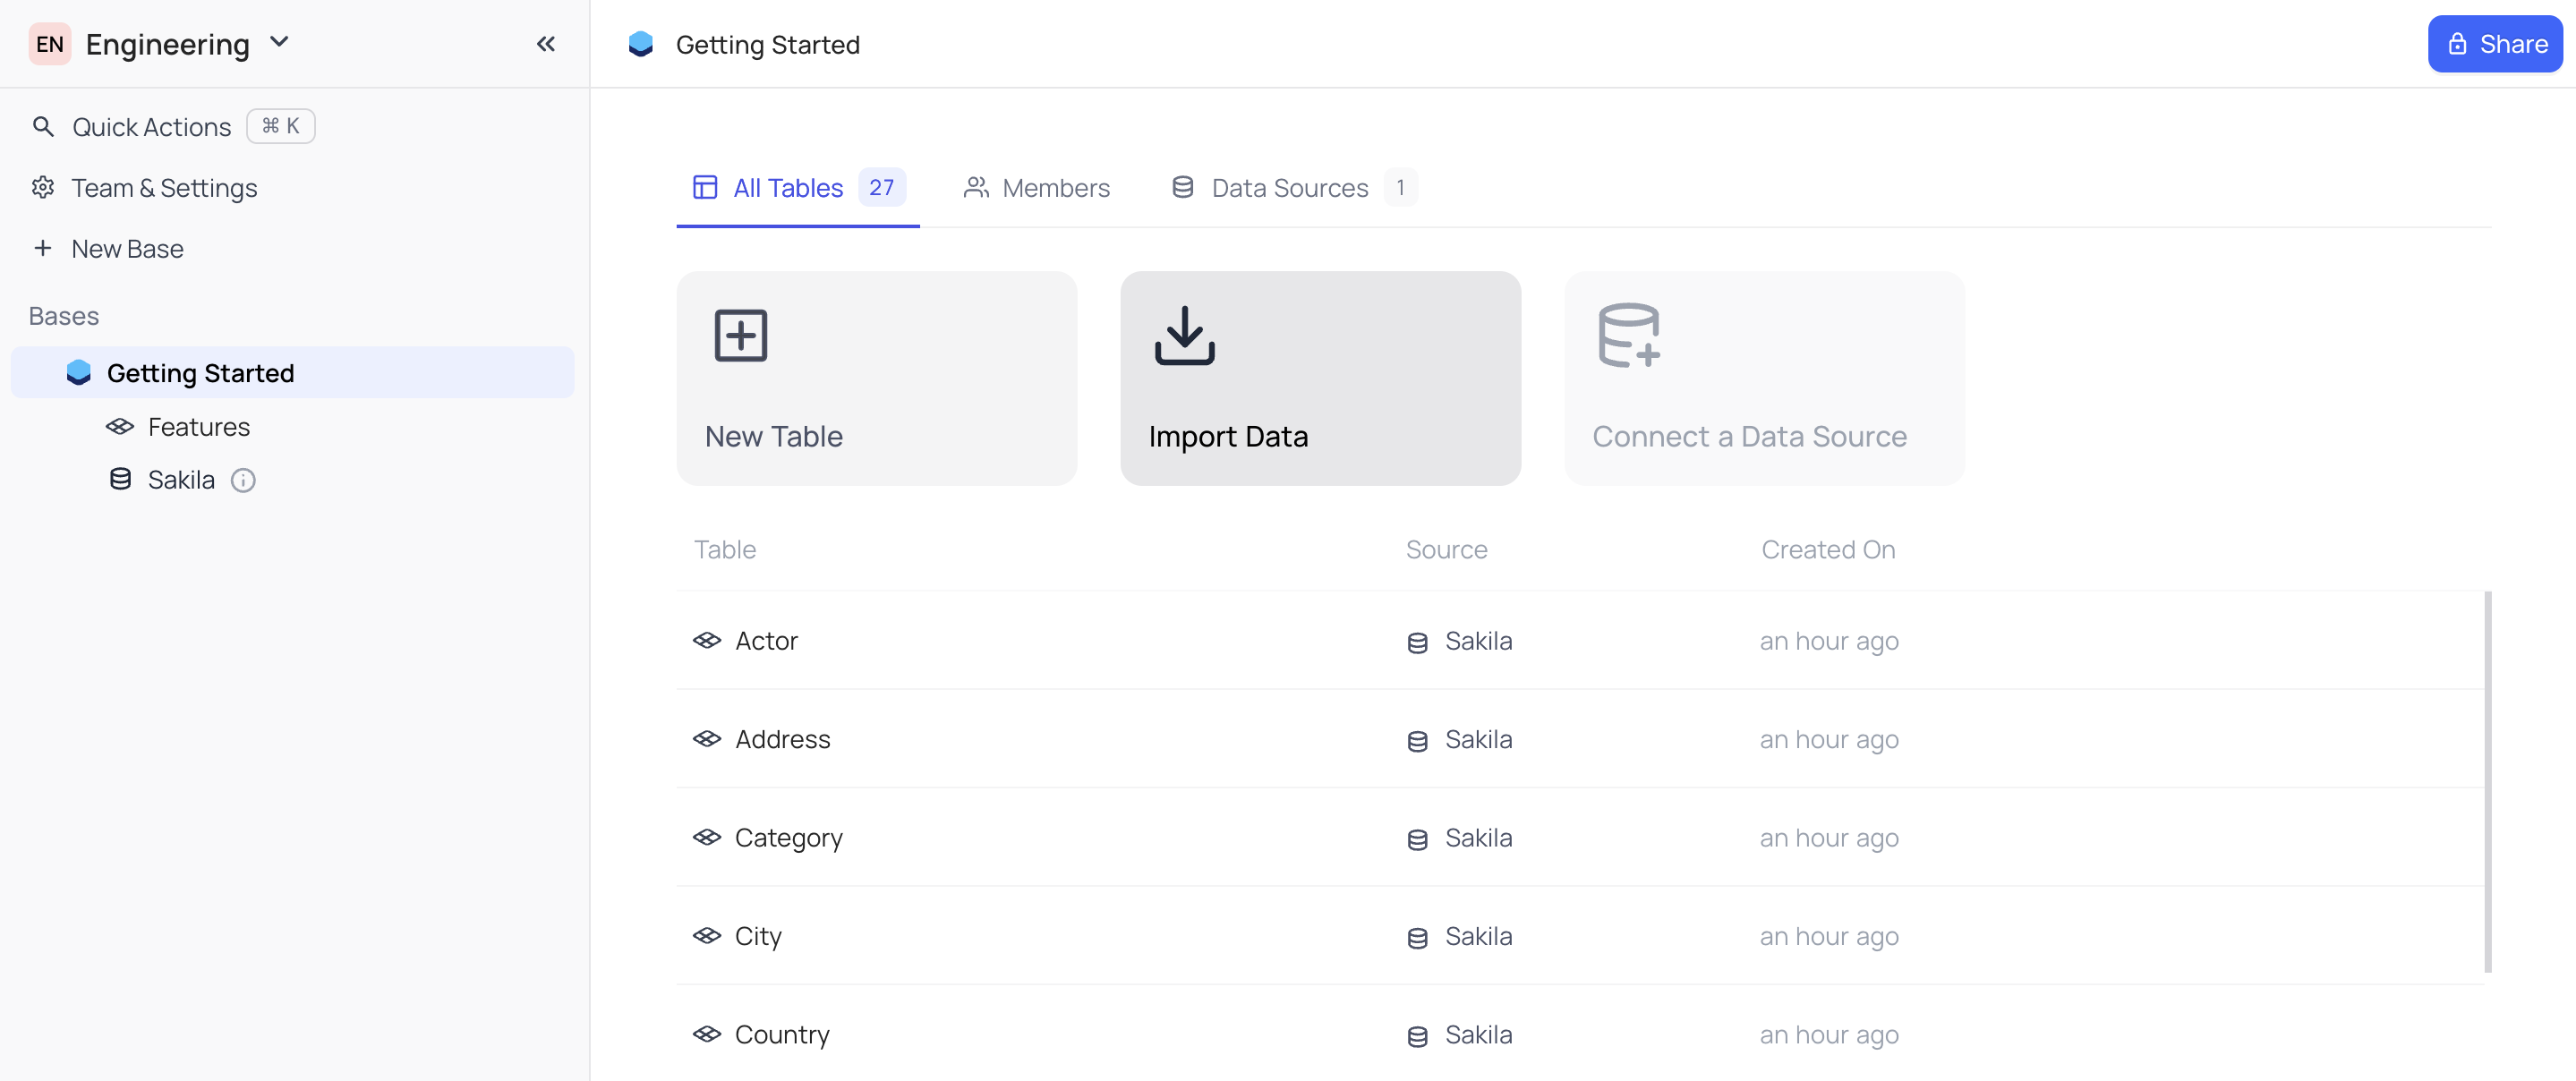 EN Engineering
Getting Started
Share
Quick Actions ⌘ K
Team & Settings
New Base
Bases
Getting Started
Features
Sakila
All Tables 27
Members
Data Sources 1
New Table
Import Data
Connect a Data Source
Table Source Created On
Actor Sakila an hour ago
Address Sakila an hour ago
Category Sakila an hour ago
City Sakila an hour ago
Country Sakila an hour ago